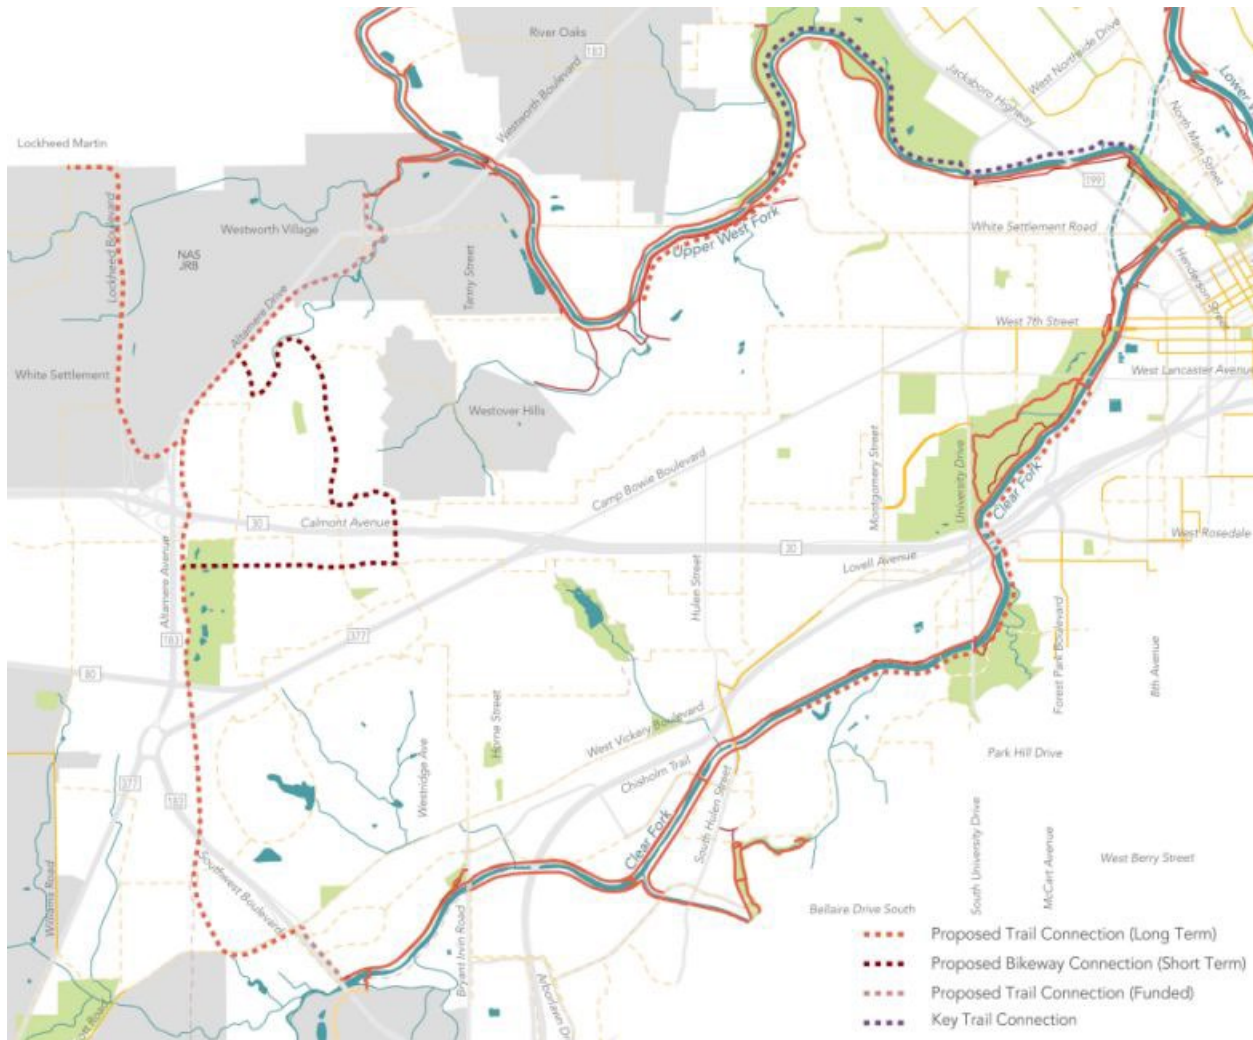 River Oaks
183
Westworth Boulevard
Jacksboro Highway
West Northside Drive
Lower
North Main Street
Lockheed Martin
Lockheed Boulevard
NAS
JRB
Westworth Village
Tanny Street
Upper West Fork
199
White Settlement Road
Henderson Street
Altamere Drive
White Settlement
West 7th Street
West Lancaster Avenue
Westover Hills
Camp Bowie Boulevard
Montgomery Street
University Drive
Clear Fork
30
Calmont Avenue
30
West Rosedale
Lovell Avenue
Hulen Street
Altamere Avenue
183
377
80
Forest Park Boulevard
8th Avenue
Horne Street
West Vickery Boulevard
Chisholm Trail
Park Hill Drive
Westridge Ave
377
183
Clear Fork
South Hulen Street
South University Drive
McCart Avenue
West Berry Street
Williams Road
Southwest Boulevard
Bellaire Drive South
Bryant Irvin Road
Arborlawn D
ott Road
Proposed Trail Connection (Long Term)
Proposed Bikeway Connection (Short Term)
Proposed Trail Connection (Funded)
Key Trail Connection